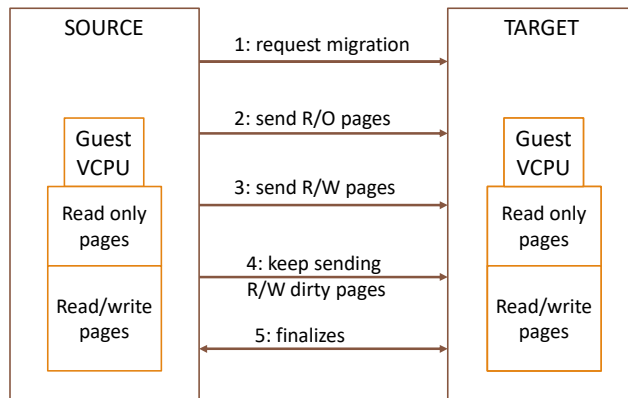 SOURCE
TARGET
1: request migration
2: send R/O pages
Guest
VCPU
Guest
VCPU
3: send R/W pages
Read only
pages
Read only
pages
4: keep sending
R/W dirty pages
Read/write
pages
Read/write
pages
5: finalizes